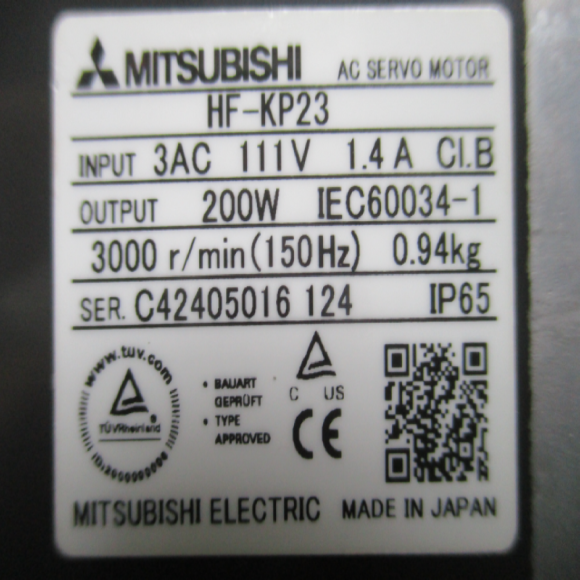 MITSUBISHI AC SERVO MOTOR
HF-KP23
INPUT 3AC 111V 1.4A Cl.B
OUTPUT 200W IEC60034-1
3000 r/min(150Hz) 0.94kg
SER. C42405016 124 IP65
www.tuv.com
TÜVRheinland
• BAUART
GEPRÜFT
• TYPE
APPROVED
C US
CE
MITSUBISHI ELECTRIC MADE IN JAPAN